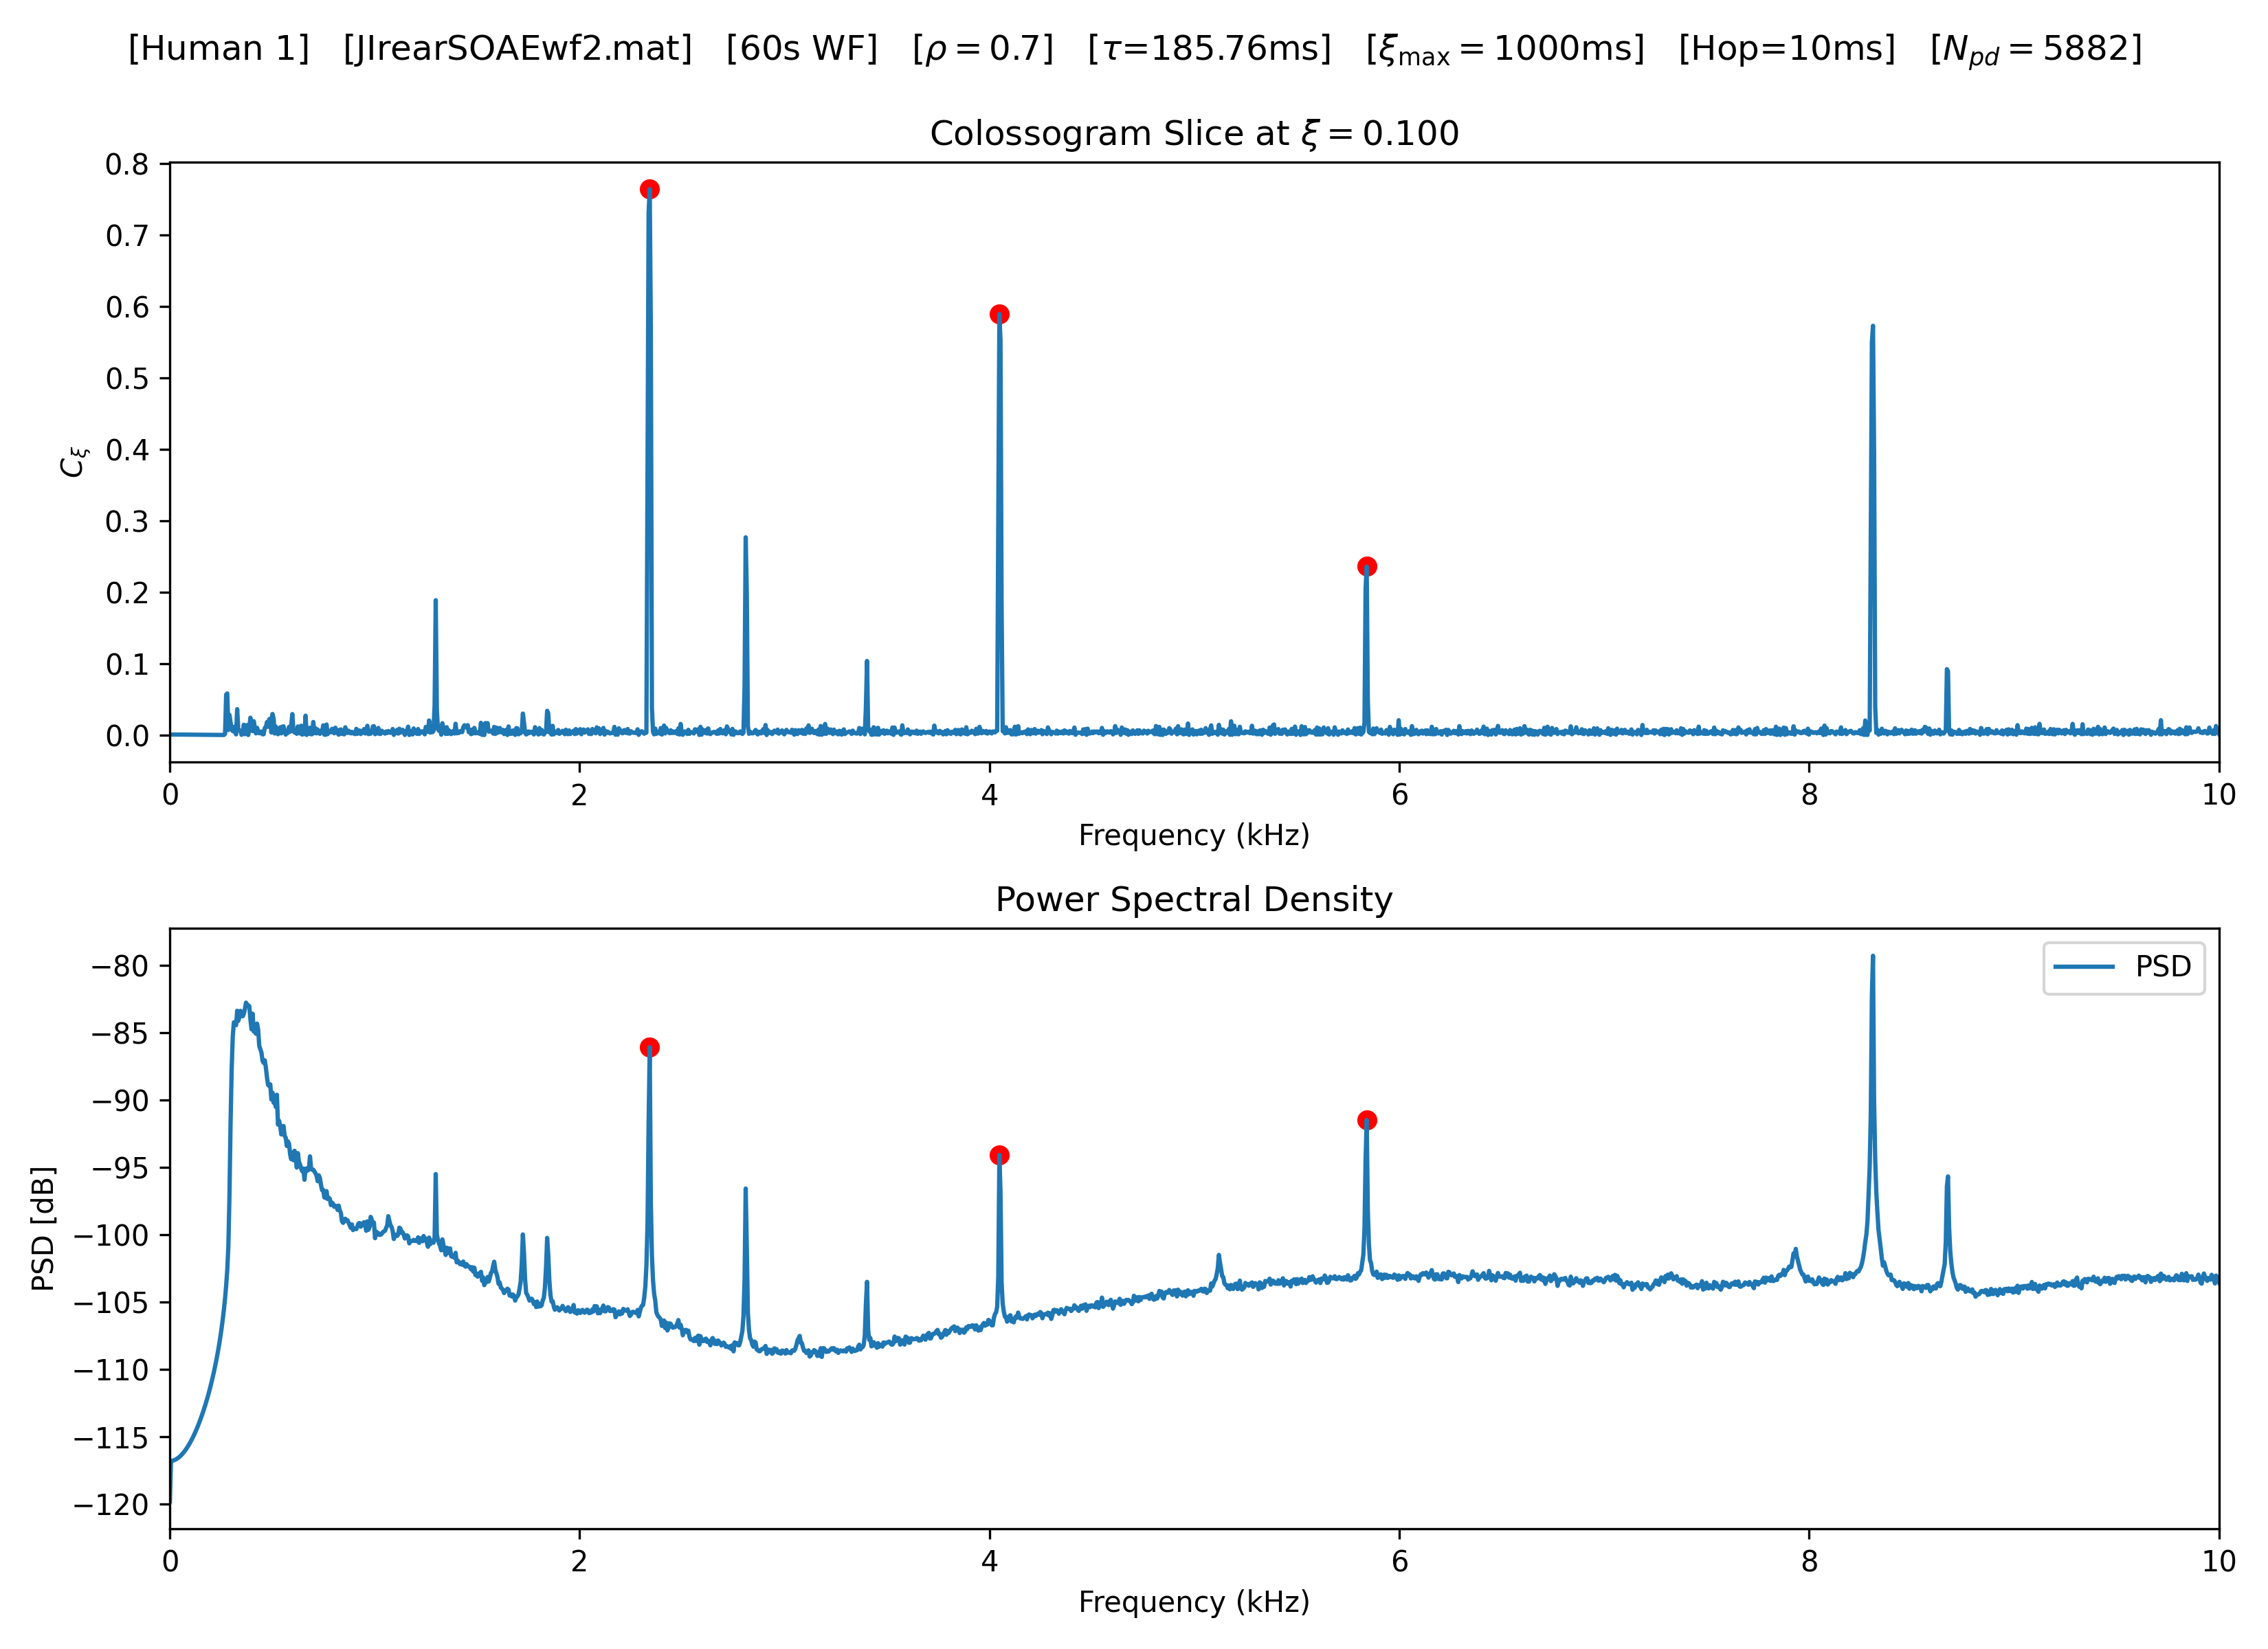 [Human 1] [JIrearSOAEwf2.mat] [60s WF] [ρ = 0.7] [τ=185.76ms] [ξmax = 1000ms] [Hop=10ms] [Npd = 5882]
Colossogram Slice at ξ = 0.100
0.8
0.7
0.6
0.5
0.4
0.3
0.2
0.1
0.0
Cξ
0 2 4 6 8 10
Frequency (kHz)
Power Spectral Density
PSD
−80
−85
−90
−95
−100
−105
−110
−115
−120
PSD [dB]
0 2 4 6 8 10
Frequency (kHz)